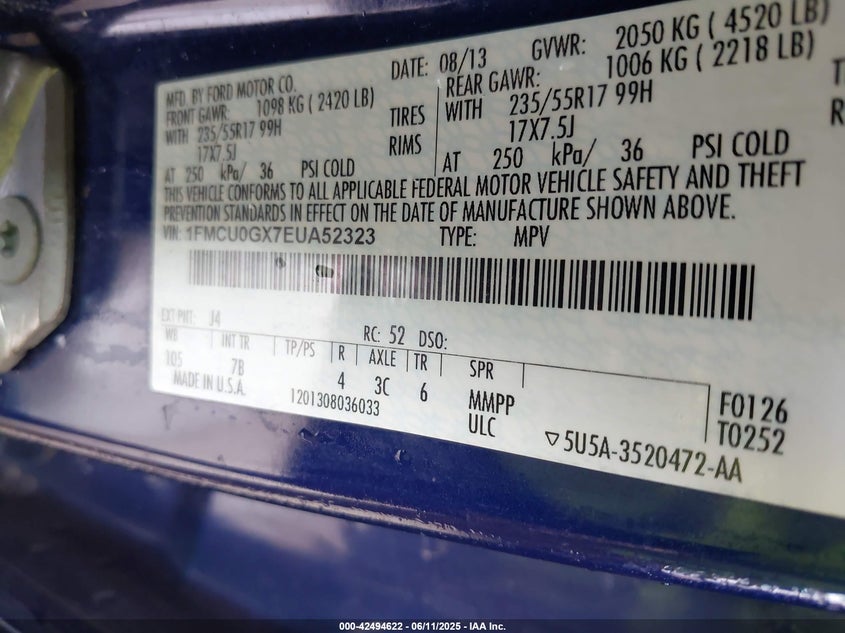 MFD. BY FORD MOTOR CO.
DATE: 08/13
GVWR: 2050 KG ( 4520 LB)
FRONT GAWR: 1098 KG ( 2420 LB)
REAR GAWR: 1006 KG ( 2218 LB)
WITH 235/55R17 99H
TIRES
WITH 235/55R17 99H
17X7.5J
RIMS
17X7.5J
AT 250 kPa/ 36 PSI COLD
AT 250 kPa/ 36 PSI COLD
THIS VEHICLE CONFORMS TO ALL APPLICABLE FEDERAL MOTOR VEHICLE SAFETY AND THEFT
PREVENTION STANDARDS IN EFFECT ON THE DATE OF MANUFACTURE SHOWN ABOVE.
VIN: 1FMCU0GX7EUA52323
TYPE: MPV
EXT PNT: J4
RC: 52 DSO:
WB INT TR TP/PS R AXLE TR SPR
105 7B 4 3C 6 MMPP
MADE IN U.S.A. 1201308036033 ULC
F0126
T0252
▽5U5A-3520472-AA
000-42494622 - 06/11/2025 - IAA Inc.